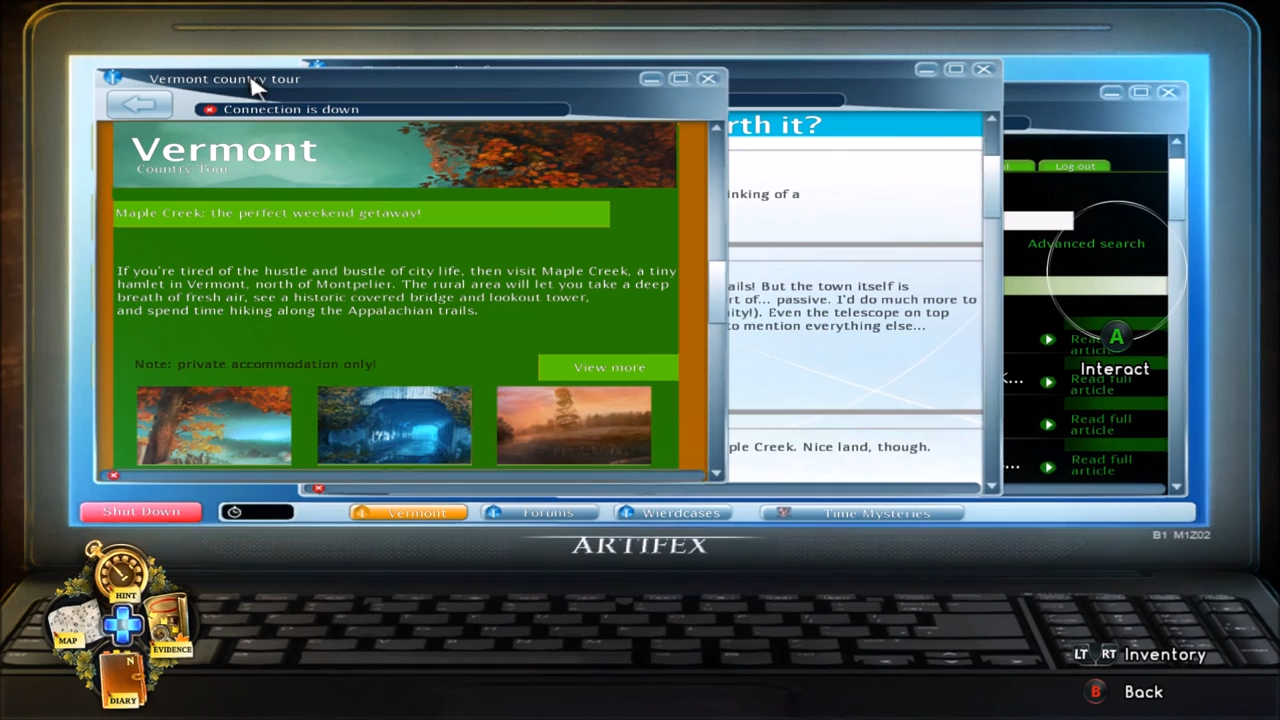 Vermont country tour
Connection is down
Vermont
Country Tour
Maple Creek: the perfect weekend getaway!
If you're tired of the hustle and bustle of city life, then visit Maple Creek, a tiny
hamlet in Vermont, north of Montpelier. The rural area will let you take a deep
breath of fresh air, see a historic covered bridge and lookout tower,
and spend time hiking along the Appalachian trails.
Note: private accommodation only!
View more
rth it?
inking of a
ails! But the town itself is
rt of... passive. I'd do much more to
ity!). Even the telescope on top
to mention everything else...
ple Creek. Nice land, though.
Log out
Advanced search
Read full
article
Read full
article
Read full
article
Read full
article
A
Interact
Shut Down
Vermont
Forums
Wierdcases
Time Mysteries
ARTIFEX
B1 M1Z02
HINT
MAP
EVIDENCE
N
DIARY
LT RT Inventory
B Back